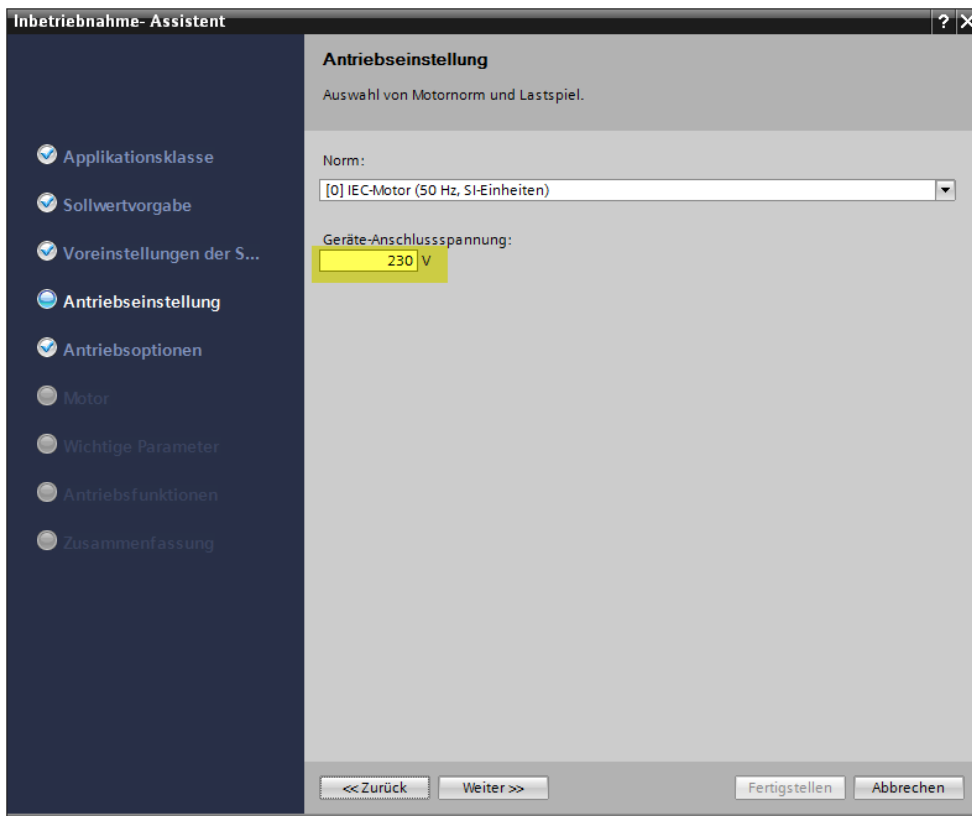 Inbetriebnahme- Assistent
? X
Antriebseinstellung
Auswahl von Motornorm und Lastspiel.
Applikationsklasse
Sollwertvorgabe
Voreinstellungen der S...
Antriebseinstellung
Antriebsoptionen
Motor
Wichtige Parameter
Antriebsfunktionen
Zusammenfassung
Norm:
[0] IEC-Motor (50 Hz, SI-Einheiten)
Geräte-Anschlussspannung:
230 V
<< Zurück
Weiter >>
Fertigstellen
Abbrechen